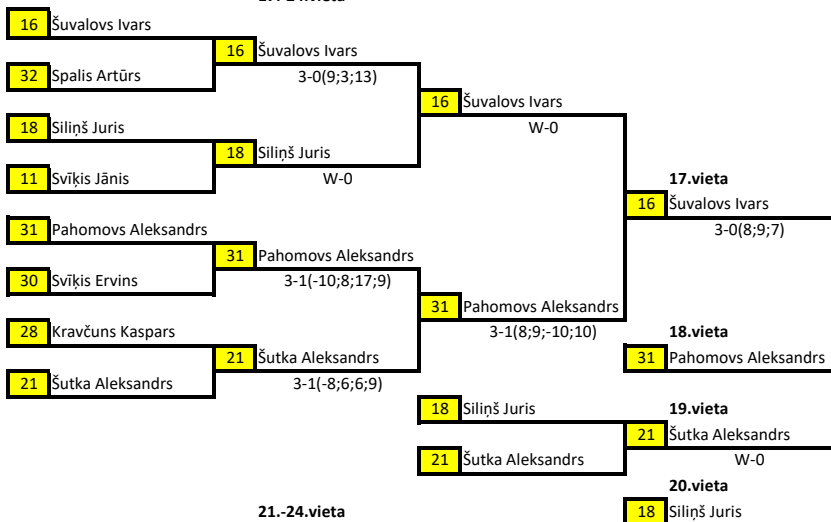 16 Šuvalovs Ivars
16 Šuvalovs Ivars
32 Spalis Artūrs
3-0(9;3;13)
16 Šuvalovs Ivars
18 Siliņš Juris
W-0
18 Siliņš Juris
11 Svīķis Jānis
W-0
17.vieta
16 Šuvalovs Ivars
31 Pahomovs Aleksandrs
3-0(8;9;7)
31 Pahomovs Aleksandrs
30 Svīķis Ervins
3-1(-10;8;17;9)
31 Pahomovs Aleksandrs
28 Kravčuns Kaspars
3-1(8;9;-10;10)
18.vieta
21 Šutka Aleksandrs
31 Pahomovs Aleksandrs
21 Šutka Aleksandrs
3-1(-8;6;6;9)
18 Siliņš Juris
19.vieta
21 Šutka Aleksandrs
21 Šutka Aleksandrs
W-0
20.vieta
21.-24.vieta
18 Siliņš Juris